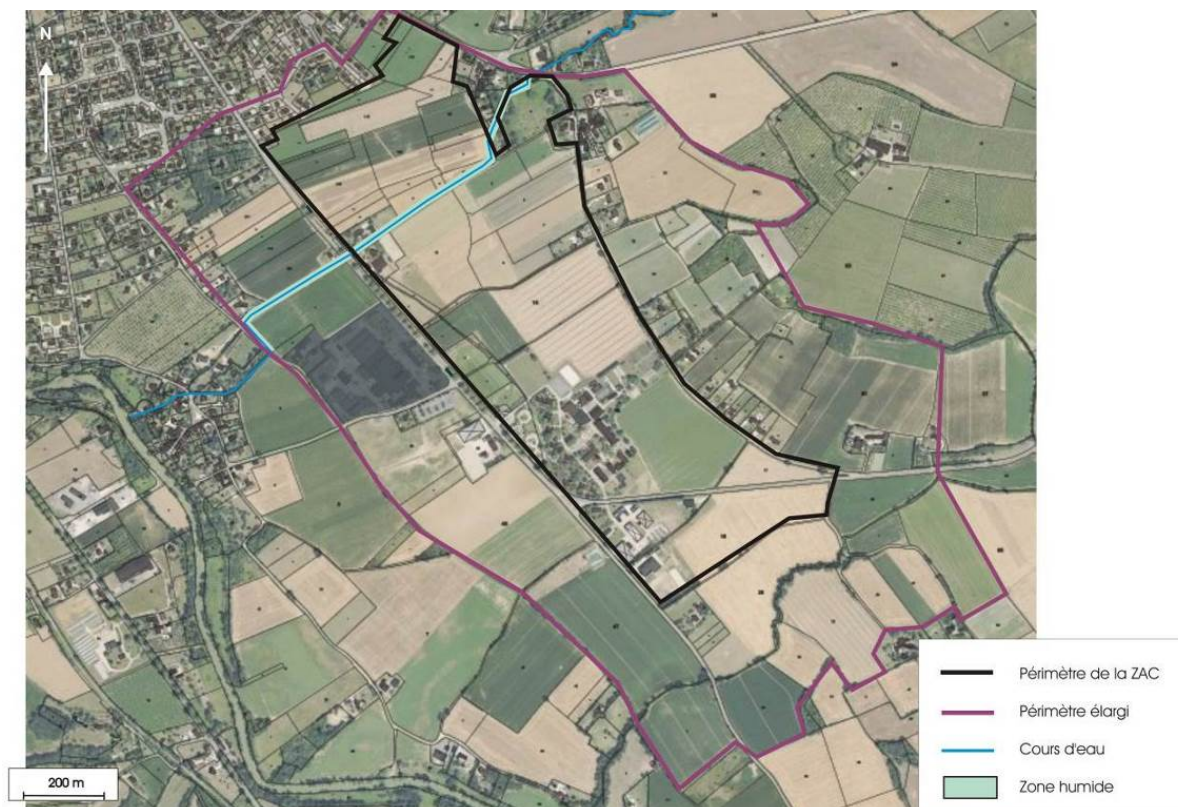 N
Périmètre de la ZAC
Périmètre élargi
Cours d'eau
Zone humide
200 m